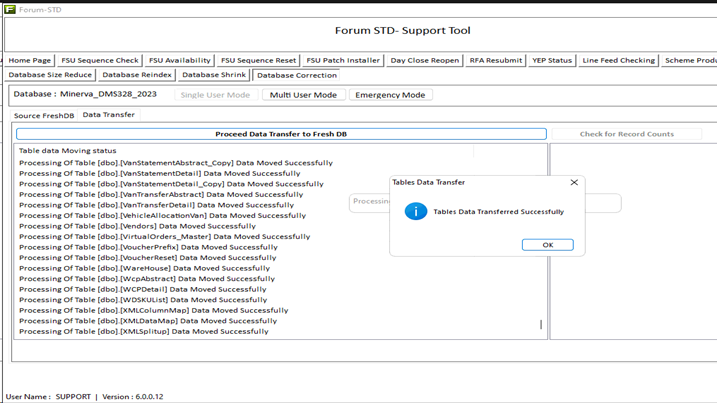 Forum-STD
Forum STD- Support Tool
Home Page FSU Sequence Check FSU Availability FSU Sequence Reset FSU Patch Installer Day Close Reopen RFA Resubmit YEP Status Line Feed Checking Scheme Produ
Database Size Reduce Database Reindex Database Shrink Database Correction
Database : Minerva_DMS328_2023 Single User Mode Multi User Mode Emergency Mode
Source FreshDB Data Transfer
Proceed Data Transfer to Fresh DB Check for Record Counts
Table data Moving status
Processing Of Table [dbo].[VanStatementAbstract_Copy] Data Moved Successfully
Processing Of Table [dbo].[VanStatementDetail] Data Moved Successfully
Processing Of Table [dbo].[VanStatementDetail_Copy] Data Moved Successfully
Processing Of Table [dbo].[VanTransferAbstract] Data Moved Successfully
Processing Of Table [dbo].[VanTransferDetail] Data Moved Successfully
Processing Of Table [dbo].[VehicleAllocationVan] Data Moved Successfully
Processing Of Table [dbo].[Vendors] Data Moved Successfully
Processing Of Table [dbo].[VirtualOrders_Master] Data Moved Successfully
Processing Of Table [dbo].[VoucherPrefix] Data Moved Successfully
Processing Of Table [dbo].[VoucherReset] Data Moved Successfully
Processing Of Table [dbo].[WareHouse] Data Moved Successfully
Processing Of Table [dbo].[WcpAbstract] Data Moved Successfully
Processing Of Table [dbo].[WCPDetail] Data Moved Successfully
Processing Of Table [dbo].[WDSKUList] Data Moved Successfully
Processing Of Table [dbo].[XMLColumnMap] Data Moved Successfully
Processing Of Table [dbo].[XMLDataMap] Data Moved Successfully
Processing Of Table [dbo].[XMLSplitup] Data Moved Successfully
Processing
Tables Data Transfer
Tables Data Transferred Successfully
OK
User Name : SUPPORT | Version : 6.0.0.12